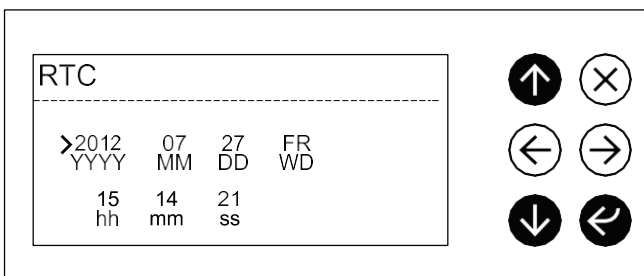 RTC
>2012 07 27 FR
YYYY MM DD WD
15 14 21
hh mm ss